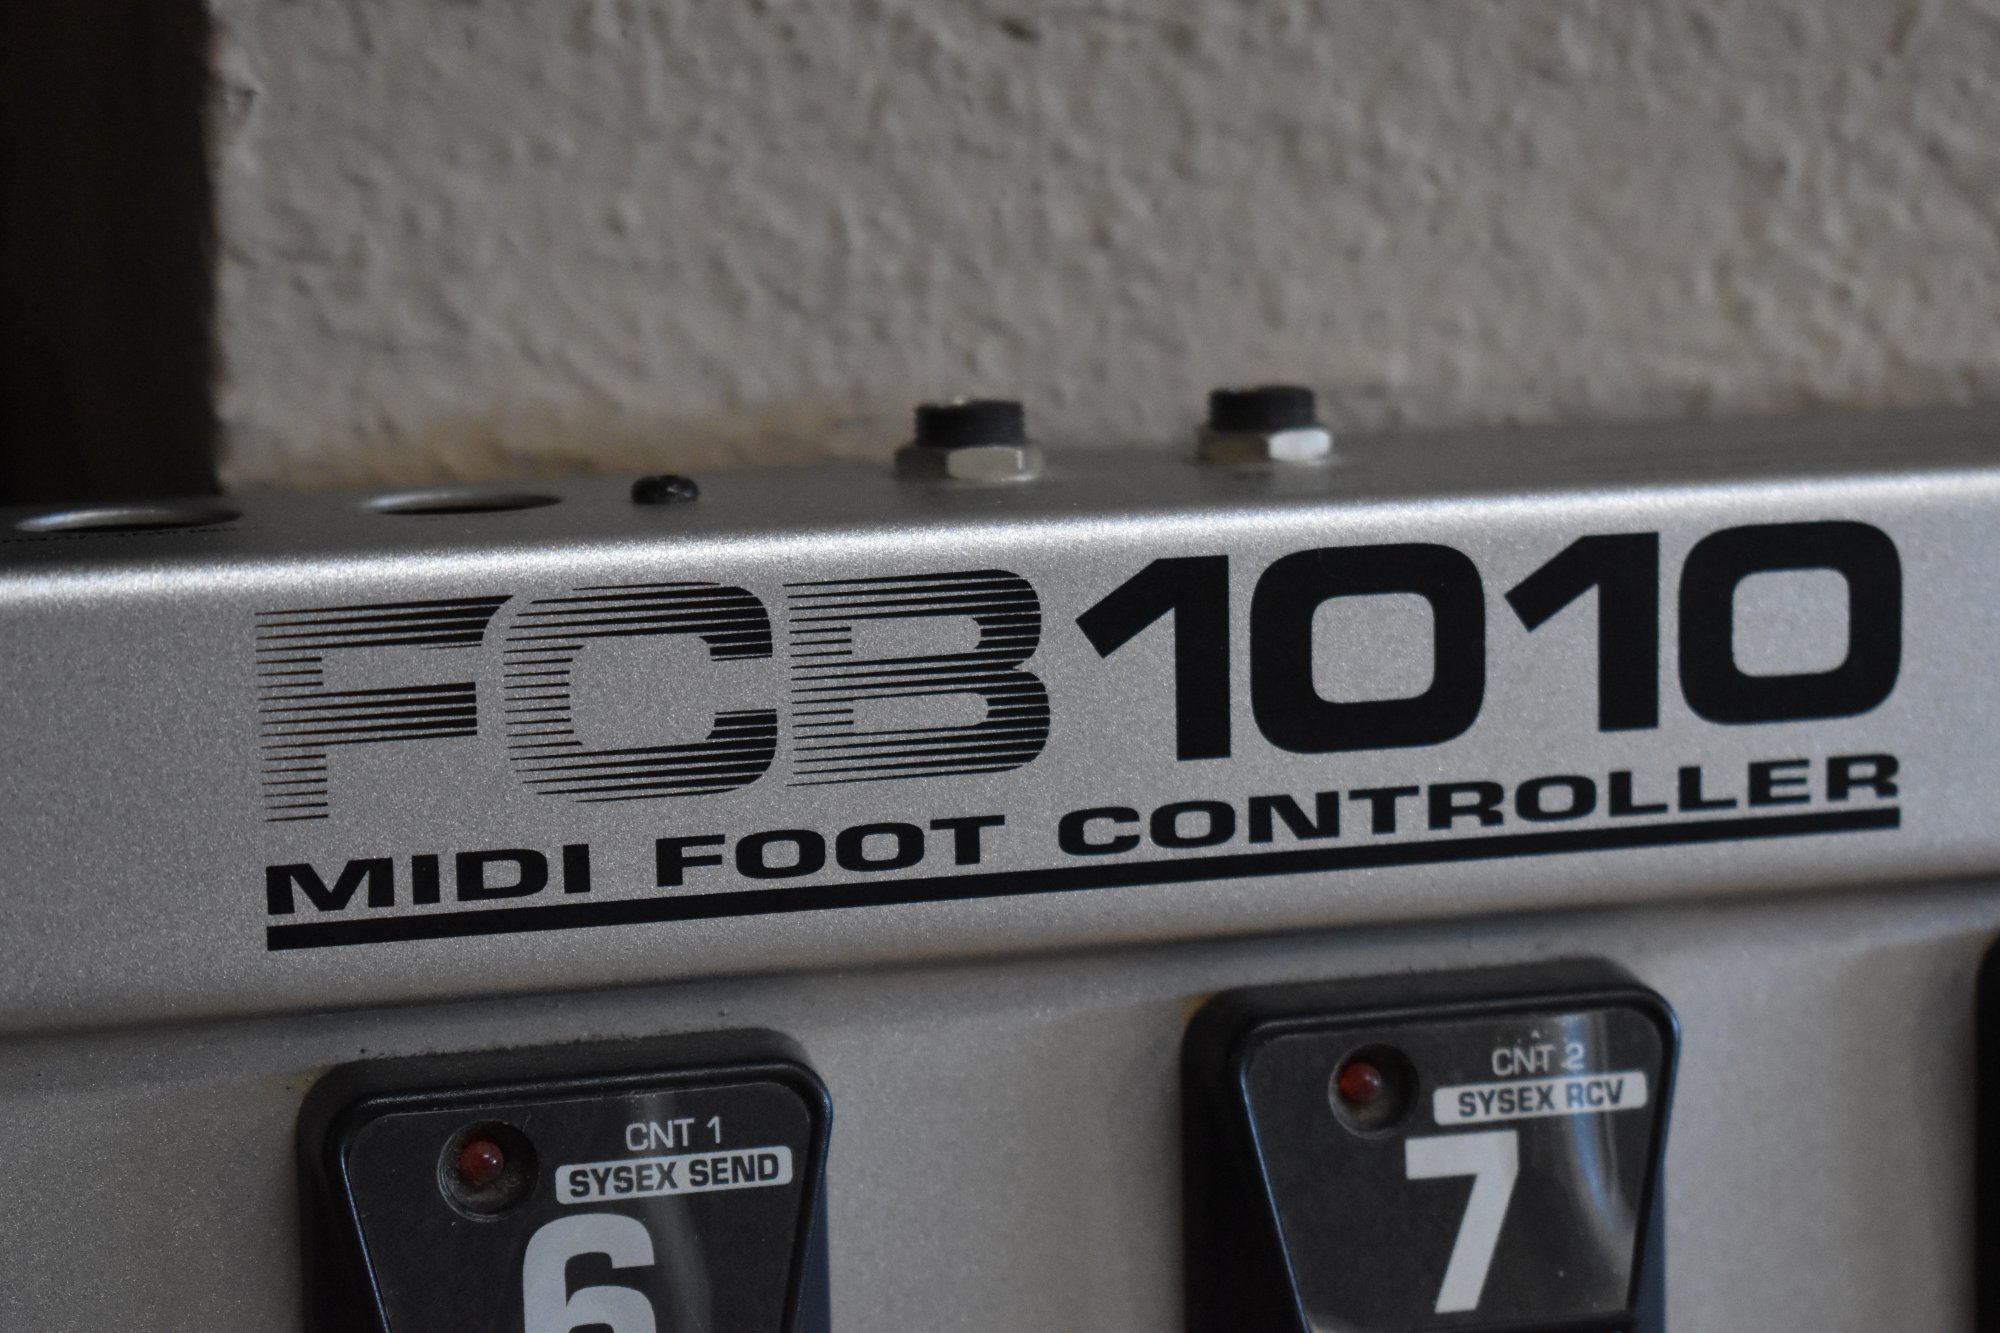 FCB1010
MIDI FOOT CONTROLLER
CNT 1
SYSEX SEND
6
CNT 2
SYSEX RCV
7